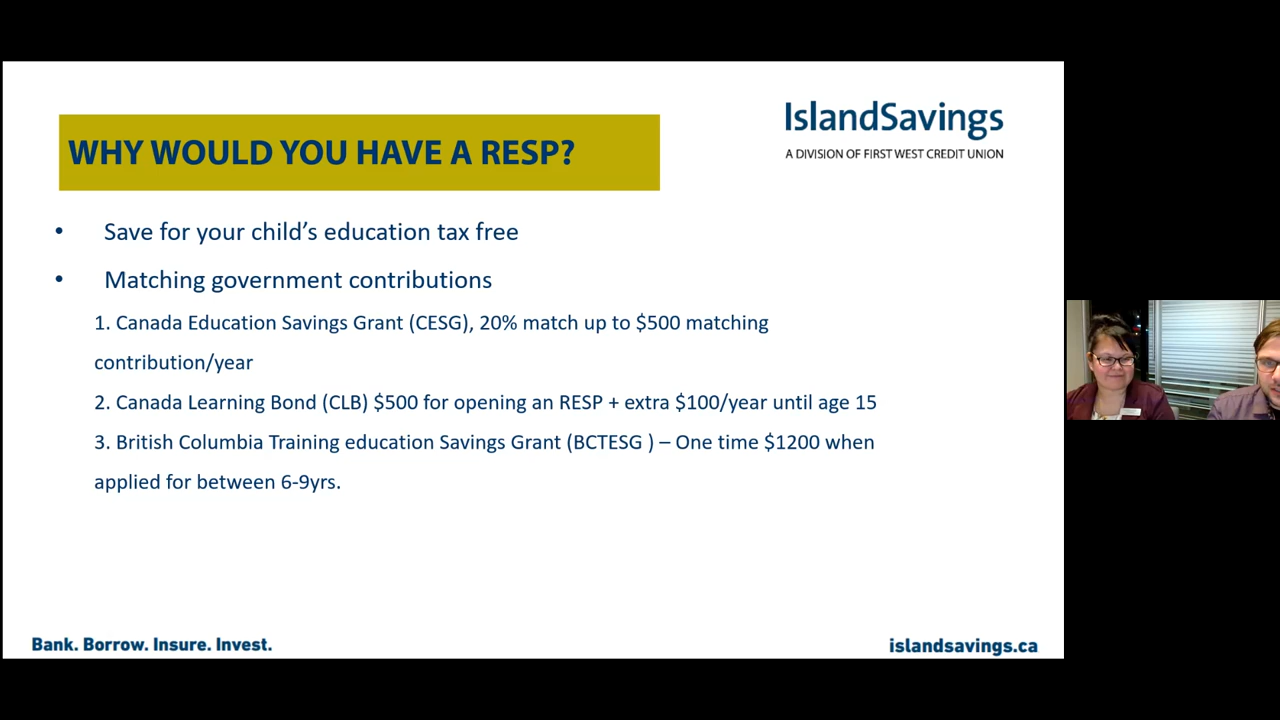 IslandSavings
A DIVISION OF FIRST WEST CREDIT UNION
WHY WOULD YOU HAVE A RESP?
• Save for your child’s education tax free
• Matching government contributions
1. Canada Education Savings Grant (CESG), 20% match up to $500 matching
contribution/year
2. Canada Learning Bond (CLB) $500 for opening an RESP + extra $100/year until age 15
3. British Columbia Training education Savings Grant (BCTESG ) – One time $1200 when
applied for between 6-9yrs.
Bank. Borrow. Insure. Invest.
islandsavings.ca